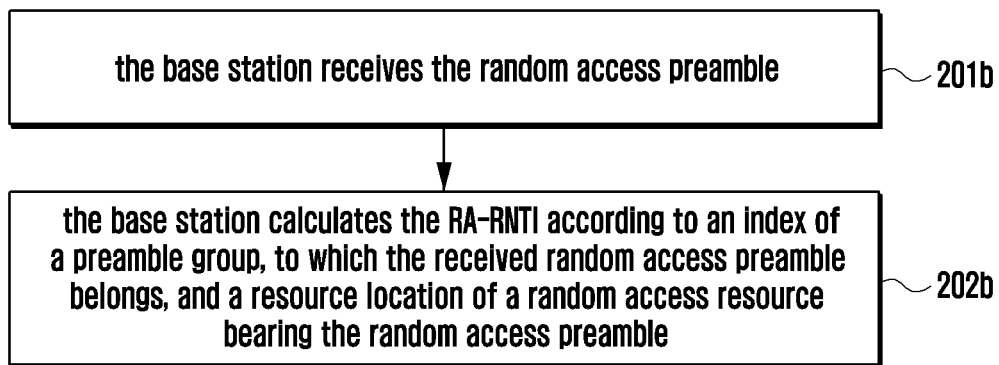 the base station receives the random access preamble
201b
the base station calculates the RA-RNTI according to an index of
a preamble group, to which the received random access preamble
belongs, and a resource location of a random access resource
bearing the random access preamble
202b